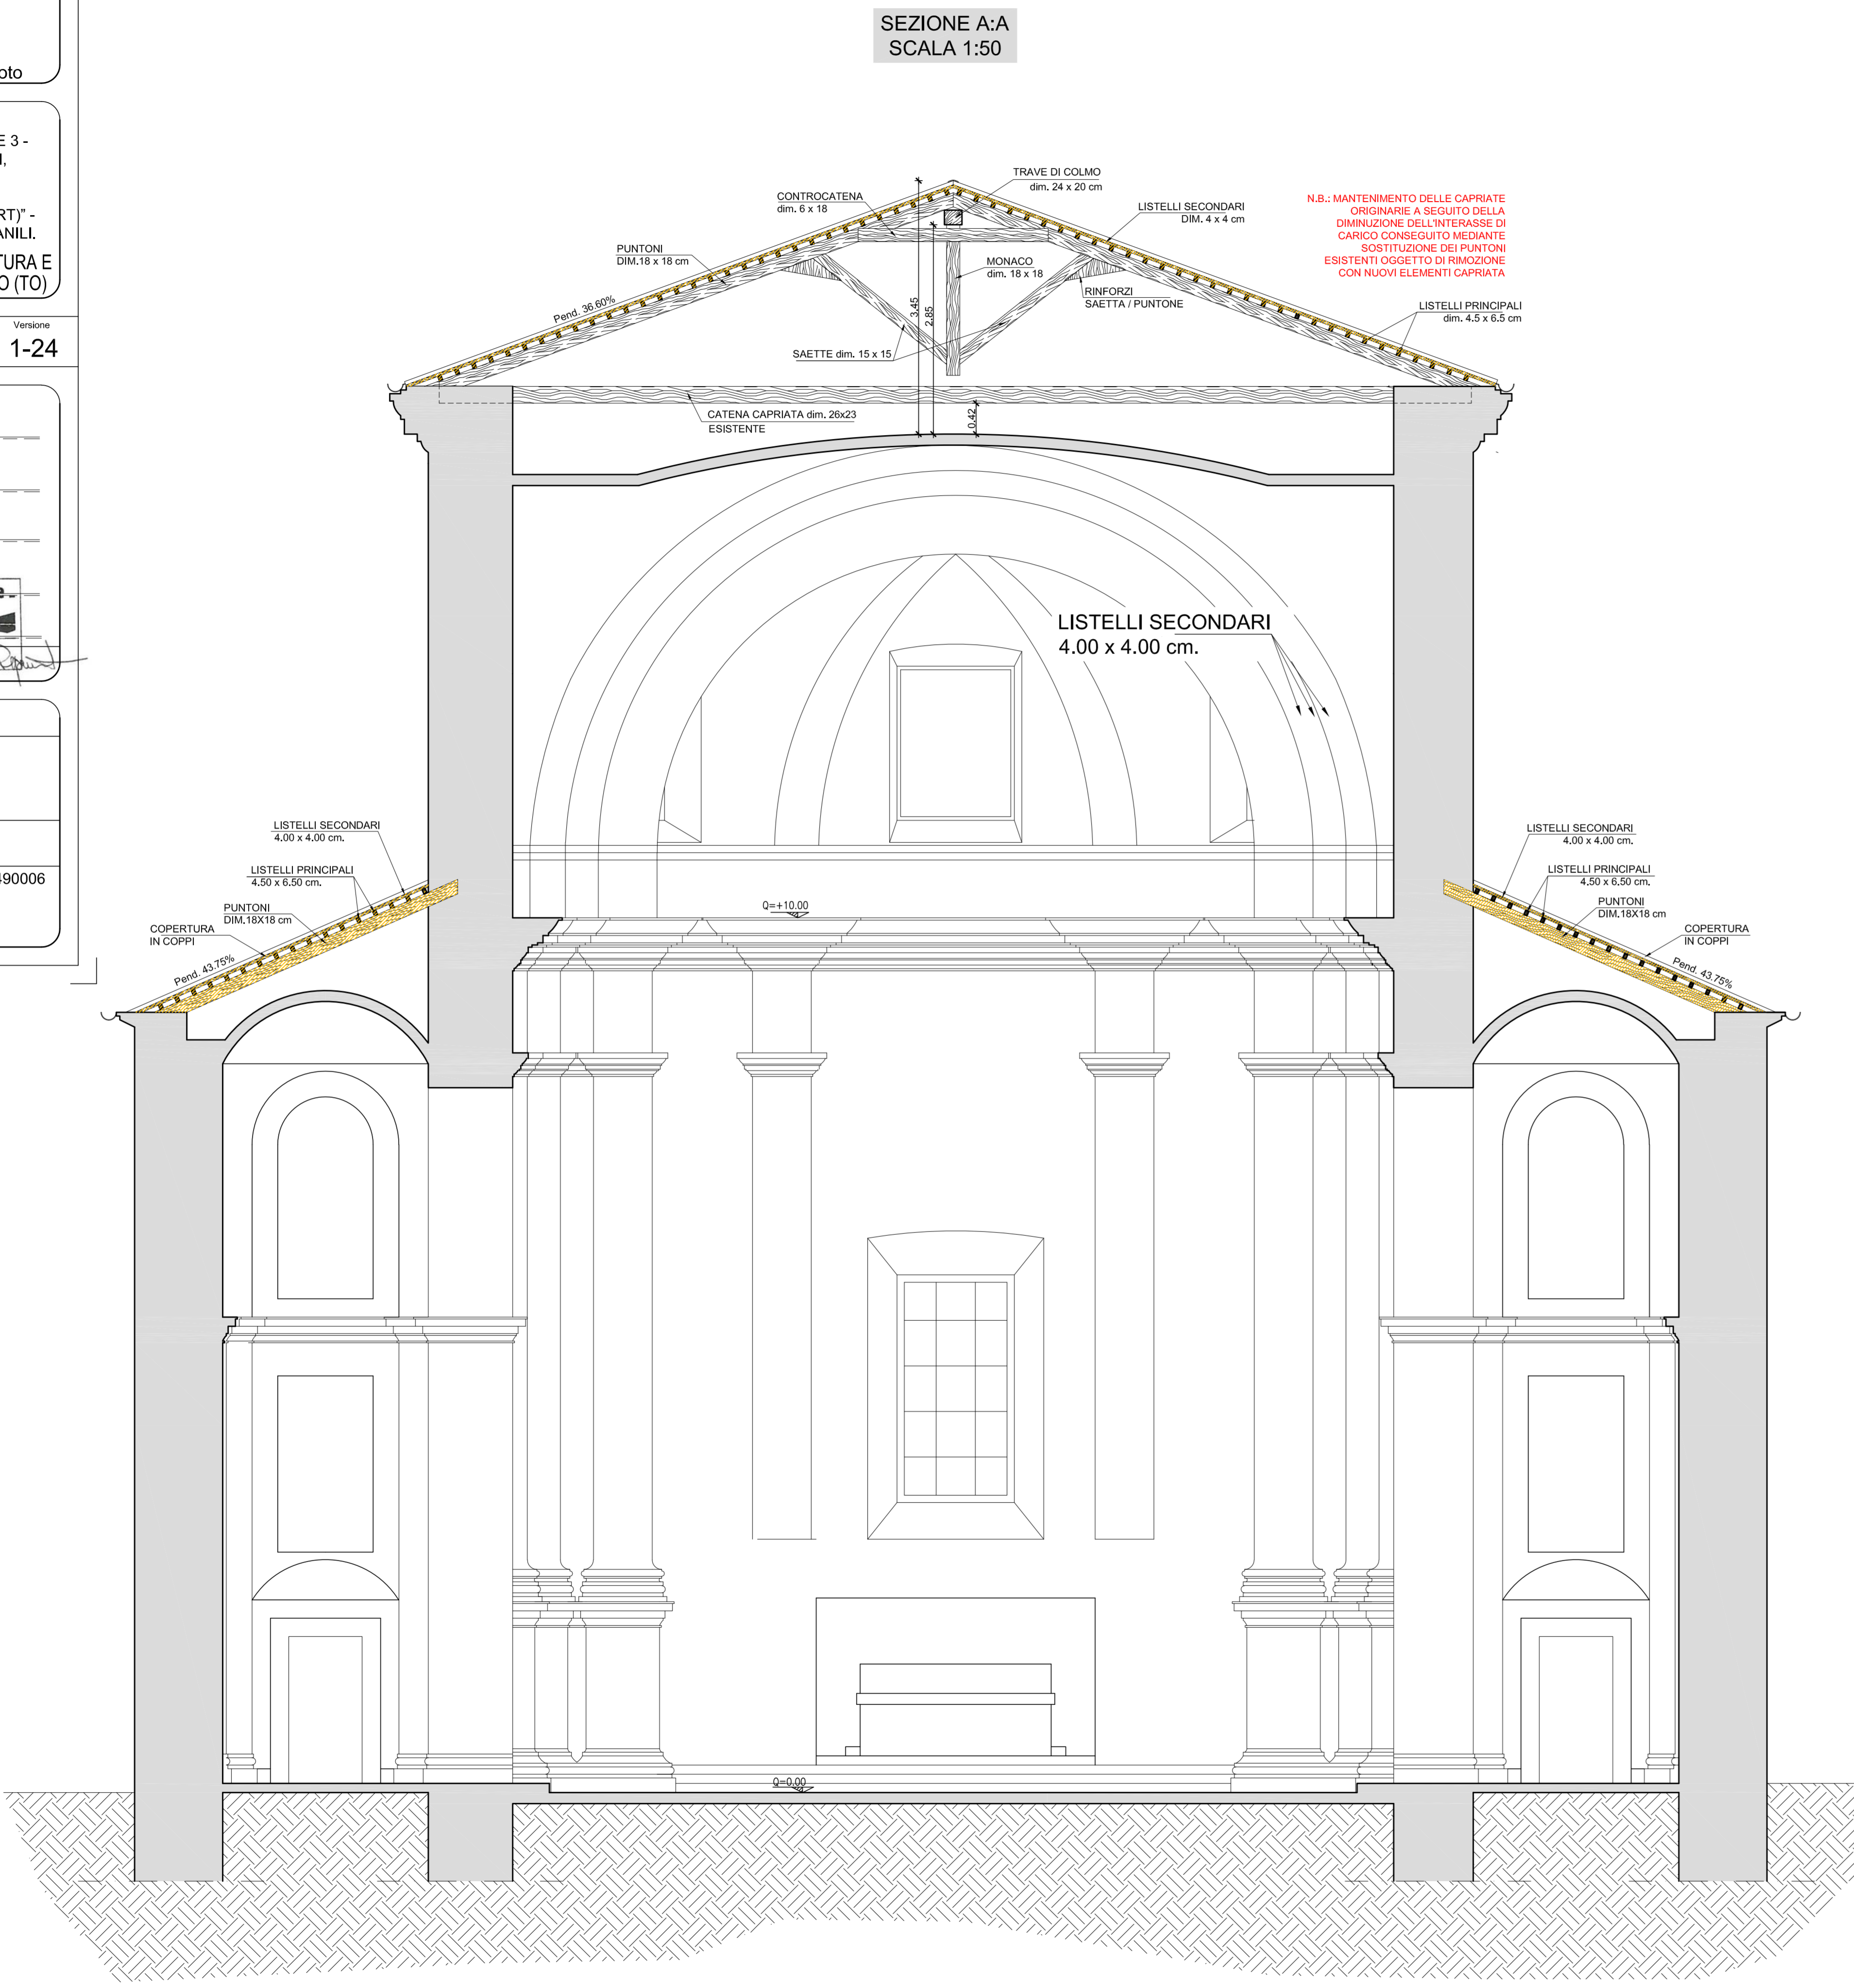 SEZIONE A:A
SCALA 1:50
oto
E 3 -
RT)" -
ANILI.
TURA E
O (TO)
Versione
1-24
490006
TRAVE DI COLMO
dim. 24 x 20 cm
CONTROCATENA
dim. 6 x 18
LISTELLI SECONDARI
DIM. 4 x 4 cm
N.B.: MANTENIMENTO DELLE CAPRIATE
ORIGINARIE A SEGUITO DELLA
DIMINUZIONE DELL'INTERASSE DI
CARICO CONSEGUITO MEDIANTE
SOSTITUZIONE DEI PUNTONI
ESISTENTI OGGETTO DI RIMOZIONE
CON NUOVI ELEMENTI CAPRIATA
PUNTONI
DIM.18 x 18 cm
MONACO
dim. 18 x 18
RINFORZI
SAETTA / PUNTONE
Pend. 36.60%
3.45
2.85
LISTELLI PRINCIPALI
dim. 4.5 x 6.5 cm
SAETTE dim. 15 x 15
CATENA CAPRIATA dim. 26x23
ESISTENTE
0.42
LISTELLI SECONDARI
4.00 x 4.00 cm.
LISTELLI SECONDARI
4.00 x 4.00 cm.
LISTELLI PRINCIPALI
4.50 x 6.50 cm.
PUNTONI
DIM.18X18 cm
COPERTURA
IN COPPI
Pend. 43.75%
Q=+10.00
LISTELLI SECONDARI
4.00 x 4.00 cm.
LISTELLI PRINCIPALI
4.50 x 6.50 cm.
PUNTONI
DIM.18X18 cm
COPERTURA
IN COPPI
Pend. 43.75%
Q=0.00